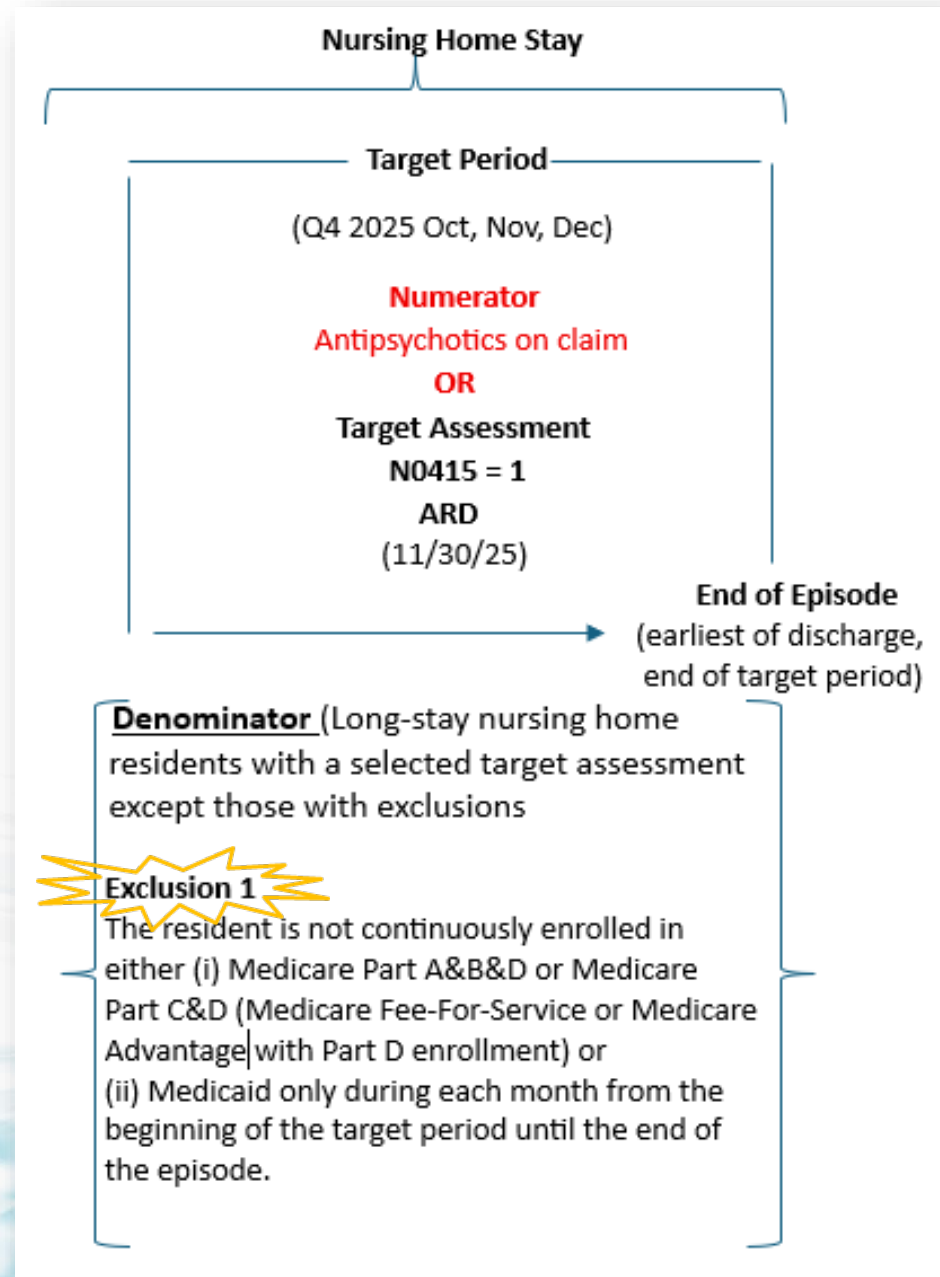 Nursing Home Stay
Target Period
(Q4 2025 Oct, Nov, Dec)
Numerator
Antipsychotics on claim
OR
Target Assessment
N0415 = 1
ARD
(11/30/25)
End of Episode
(earliest of discharge,
end of target period)
Denominator (Long-stay nursing home
residents with a selected target assessment
except those with exclusions
Exclusion 1
The resident is not continuously enrolled in
either (i) Medicare Part A&B&D or Medicare
Part C&D (Medicare Fee-For-Service or Medicare
Advantage with Part D enrollment) or
(ii) Medicaid only during each month from the
beginning of the target period until the end of
the episode.